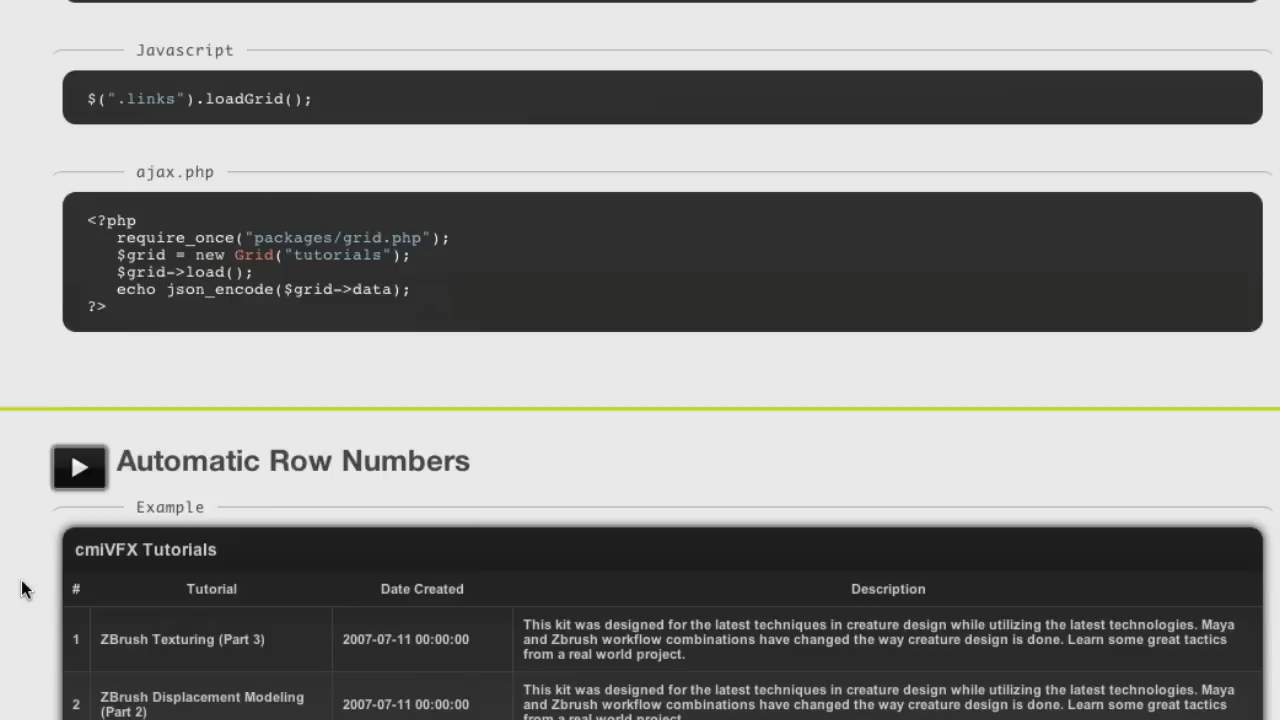 Javascript
$(".links").loadGrid();
ajax.php
<?php
require_once("packages/grid.php");
$grid = new Grid("tutorials");
$grid->load();
echo json_encode($grid->data);
?>
Automatic Row Numbers
Example
cmiVFX Tutorials
# Tutorial Date Created Description
1 ZBrush Texturing (Part 3) 2007-07-11 00:00:00 This kit was designed for the latest techniques in creature design while utilizing the latest technologies. Maya
and Zbrush workflow combinations have changed the way creature design is done. Learn some great tactics
from a real world project.
2 ZBrush Displacement Modeling
(Part 2) 2007-07-11 00:00:00 This kit was designed for the latest techniques in creature design while utilizing the latest technologies. Maya
and Zbrush workflow combinations have changed the way creature design is done. Learn some great tactics
from a real world project.